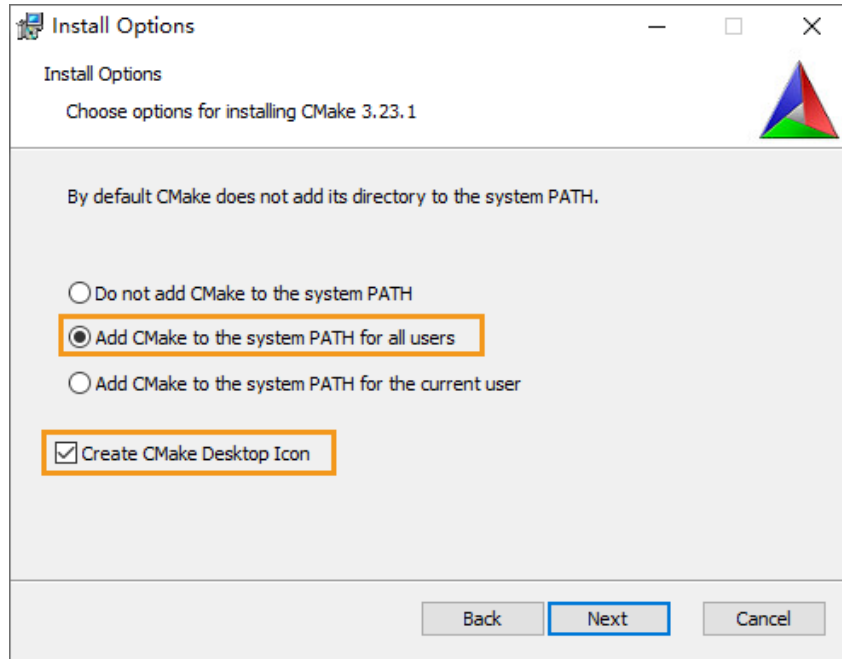 Install Options
Install Options
Choose options for installing CMake 3.23.1
By default CMake does not add its directory to the system PATH.
Do not add CMake to the system PATH
Add CMake to the system PATH for all users
Add CMake to the system PATH for the current user
Create CMake Desktop Icon
Back Next Cancel